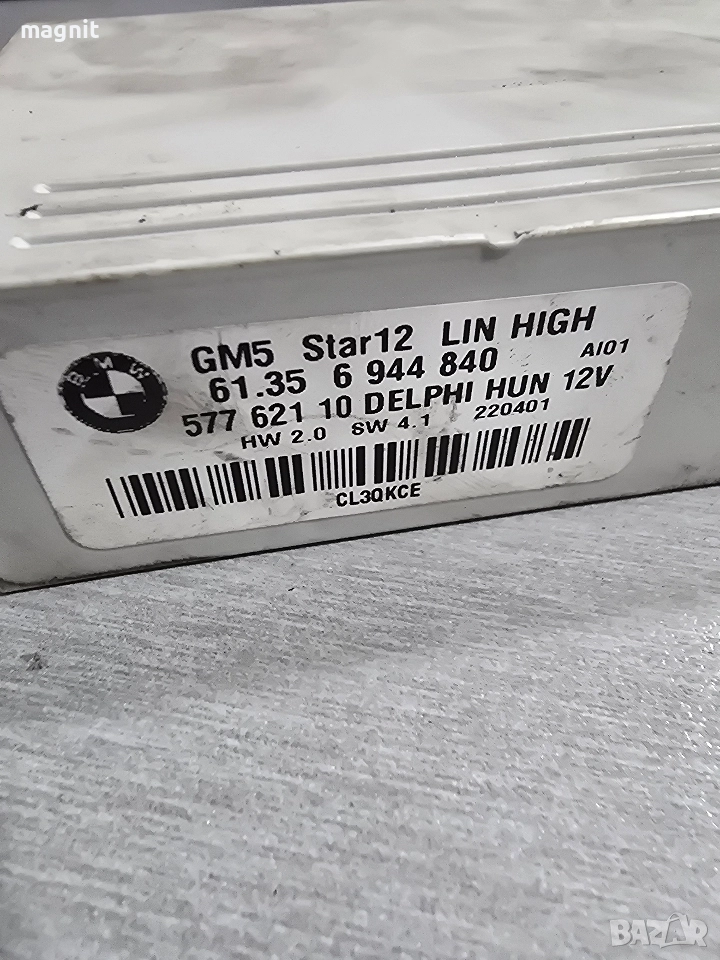 magnit
BMW
GM5 Star12 LIN HIGH
61.35 6 944 840 AI01
577 621 10 DELPHI HUN 12V
HW 2.0 SW 4.1 220401
CL3QKCE
BAZAR